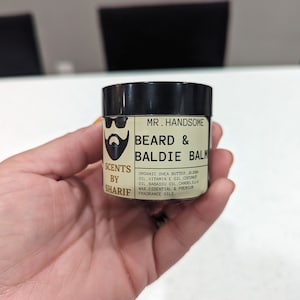 MR. HANDSOME
BEARD &
BALDIE BALM
SCENTS
BY
SHARIF
ORGANIC SHEA BUTTER, JOJOBA
OIL, VITAMIN E OIL, COCONUT
OIL, BABASSU OIL, CANDELILLA
WAX, ESSENTIAL & PREMIUM
FRAGRANCE OILS